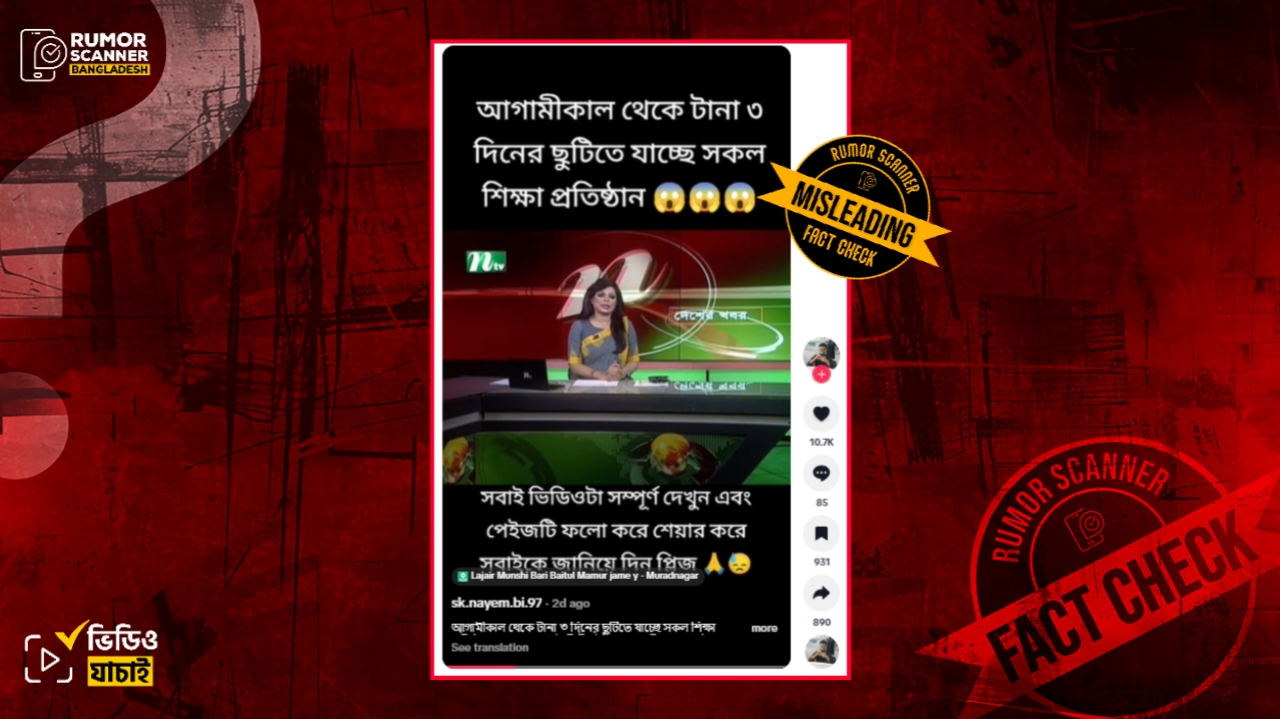 RUMOR
SCANNER
BANGLADESH
আগামীকাল থেকে টানা ৩
দিনের ছুটিতে যাচ্ছে সকল
শিক্ষা প্রতিষ্ঠান 😱😱😱
RUMOR SCANNER
MISLEADING
FACT CHECK
n tv
দেশের খবর
10.7K
85
931
890
সবাই ভিডিওটা সম্পূর্ণ দেখুন এবং
পেইজটি ফলো করে শেয়ার করে
সবাইকে জানিয়ে দিন প্লিজ 🙏😓
Lajair Munshi Bari Baitul Mamur jame y - Muradnagar
sk.nayem.bi.97 - 2d ago
আগামীকাল থেকে টানা ৩ দিনের ছুটিতে যাচ্ছে সকল শিক্ষা more
See translation
ভিডিও
যাচাই
RUMOR SCANNER
FACT CHECK